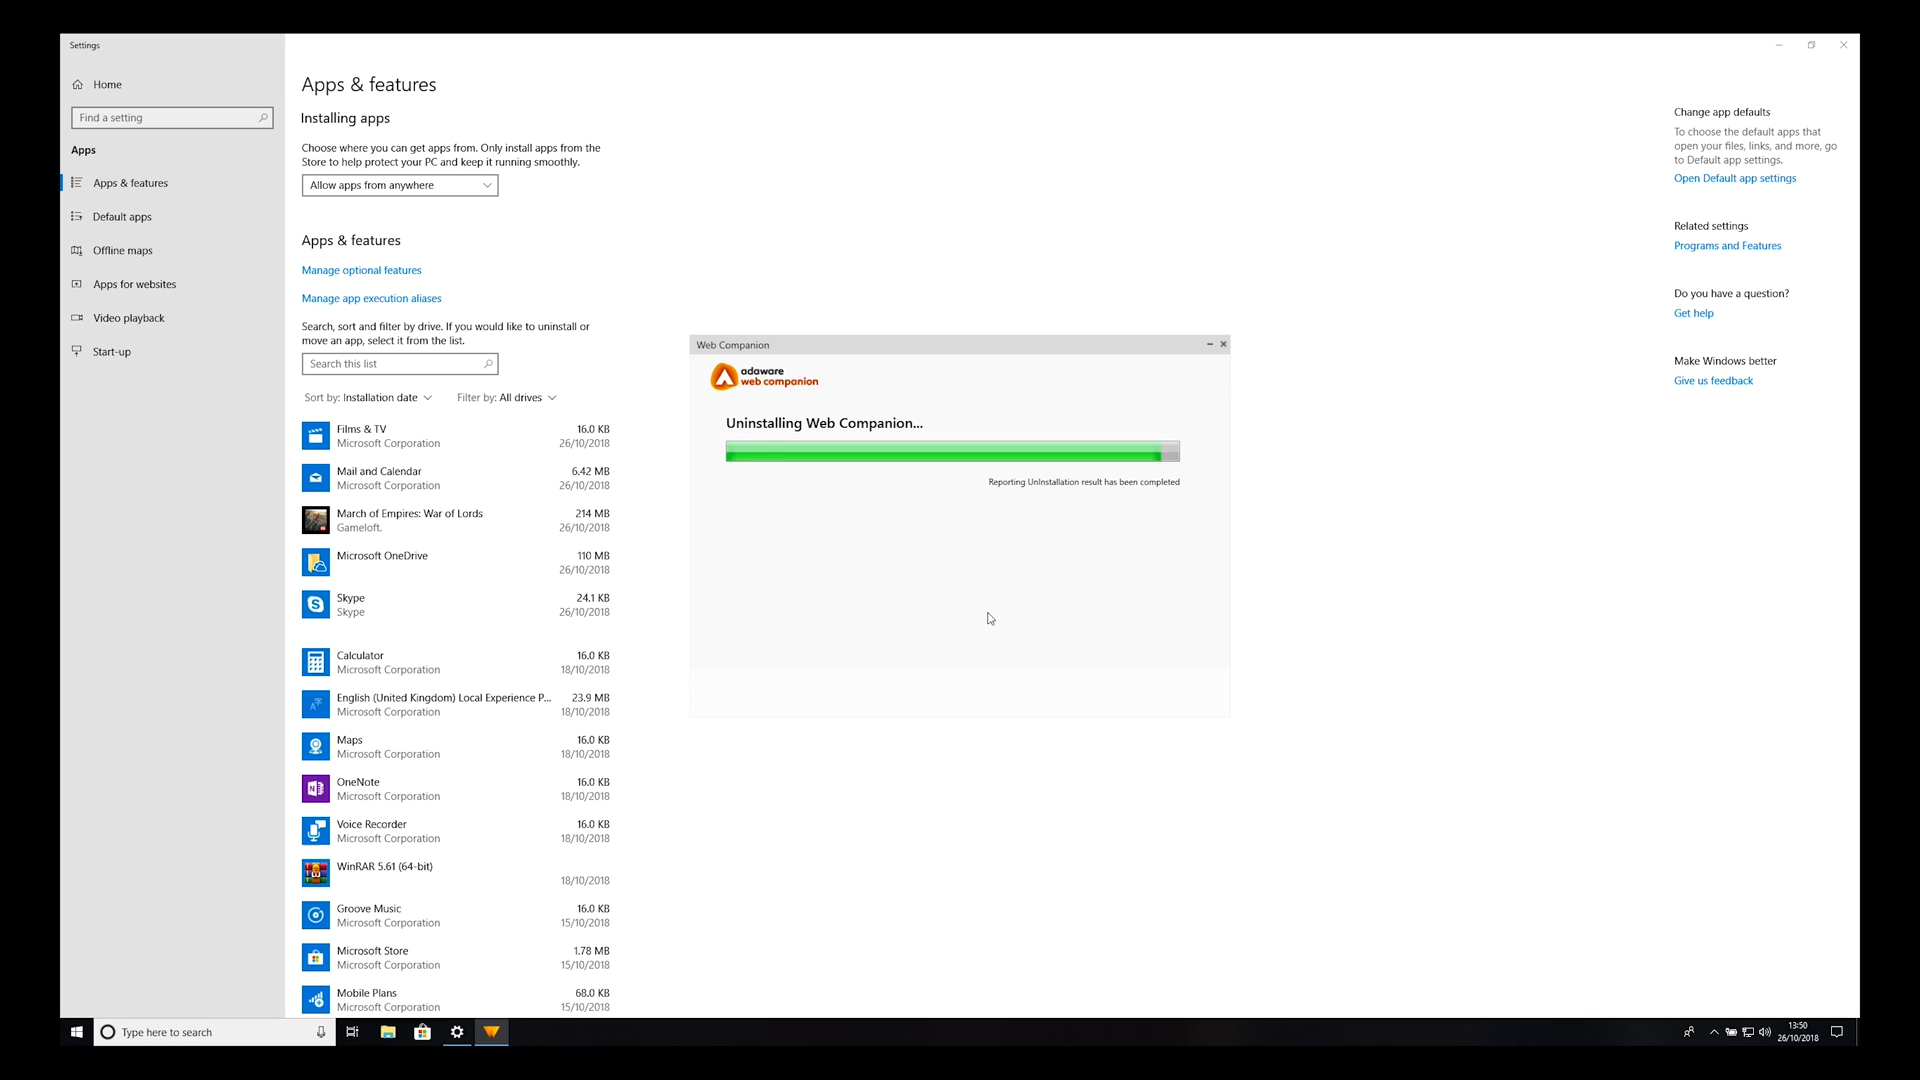 Settings
Home
Find a setting
Apps
Apps & features
Default apps
Offline maps
Apps for websites
Video playback
Start-up
Apps & features
Installing apps
Choose where you can get apps from. Only install apps from the
Store to help protect your PC and keep it running smoothly.
Allow apps from anywhere
Apps & features
Manage optional features
Manage app execution aliases
Search, sort and filter by drive. If you would like to uninstall or
move an app, select it from the list.
Search this list
Sort by: Installation date
Filter by: All drives
Films & TV 16.0 KB
Microsoft Corporation 26/10/2018
Mail and Calendar 6.42 MB
Microsoft Corporation 26/10/2018
March of Empires: War of Lords 214 MB
Gameloft. 26/10/2018
Microsoft OneDrive 110 MB
26/10/2018
Skype 24.1 KB
Skype 26/10/2018
Calculator 16.0 KB
Microsoft Corporation 18/10/2018
English (United Kingdom) Local Experience P... 23.9 MB
Microsoft Corporation 18/10/2018
Maps 16.0 KB
Microsoft Corporation 18/10/2018
OneNote 16.0 KB
Microsoft Corporation 18/10/2018
Voice Recorder 16.0 KB
Microsoft Corporation 18/10/2018
WinRAR 5.61 (64-bit)
18/10/2018
Groove Music 16.0 KB
Microsoft Corporation 15/10/2018
Microsoft Store 1.78 MB
Microsoft Corporation 15/10/2018
Mobile Plans 68.0 KB
Microsoft Corporation 15/10/2018
Web Companion
adaware
web companion
Uninstalling Web Companion...
Reporting UnInstallation result has been completed
Change app defaults
To choose the default apps that
open your files, links, and more, go
to Default app settings.
Open Default app settings
Related settings
Programs and Features
Do you have a question?
Get help
Make Windows better
Give us feedback
Type here to search
13:50
26/10/2018